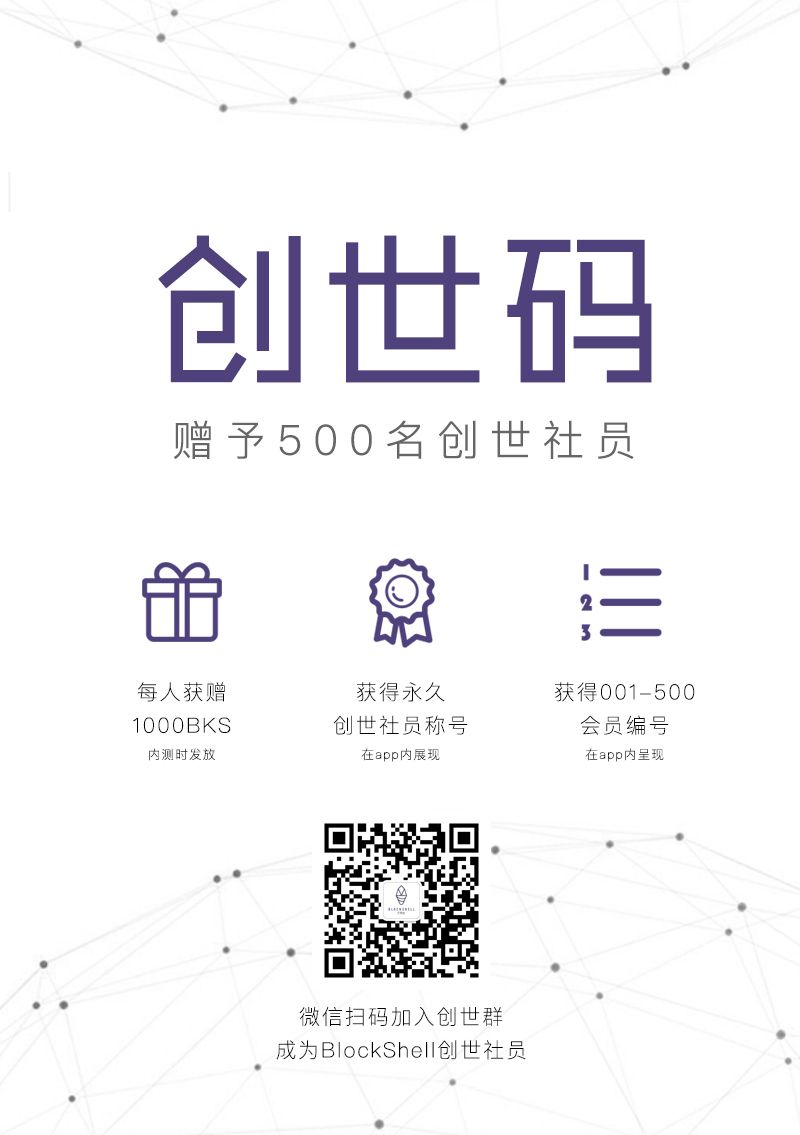 创世码
赠予500名创世社员
1
2
3
每人获赠
1000BKS
内测时发放
获得永久
创世社员称号
在app内展现
获得001-500
会员编号
在app内呈现
BLOCKSHELL
微信扫码加入创世群
成为BlockShell创世社员